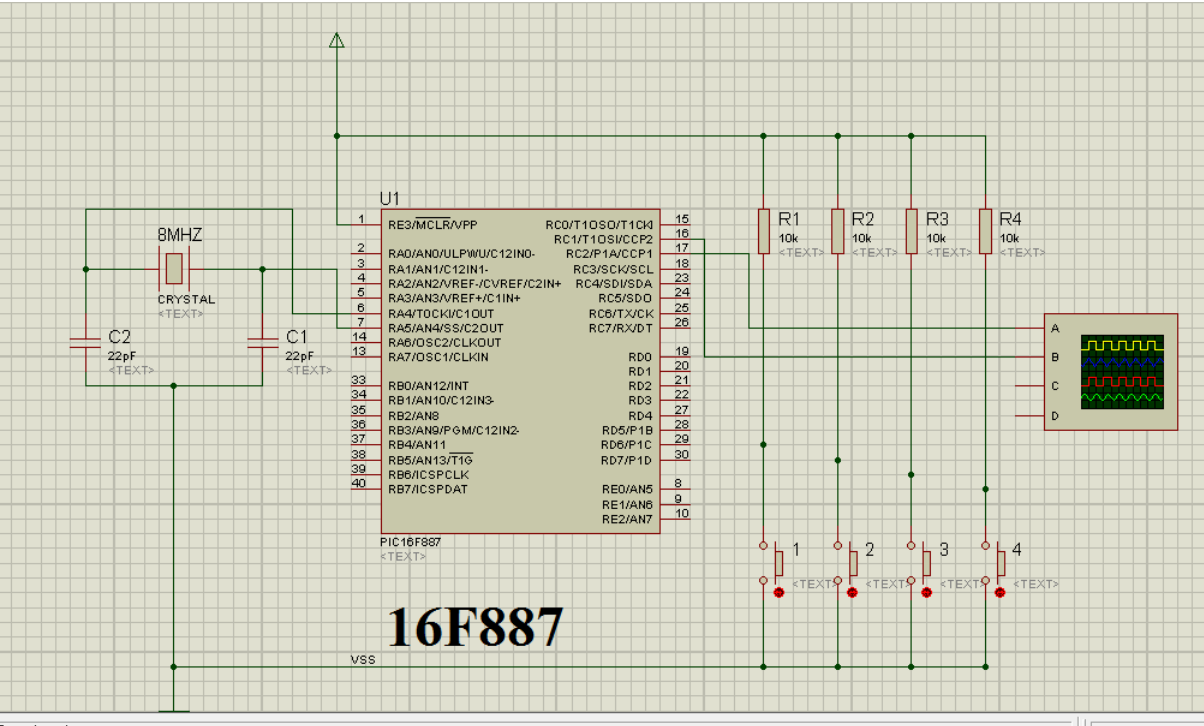 U1
1
RE3/MCLR/VPP
2
RA0/AN0/ULPWU/C12IN0-
3
RA1/AN1/C12IN1-
4
RA2/AN2/VREF-/CVREF/C2IN+
5
RA3/AN3/VREF+/C1IN+
6
RA4/T0CKI/C1OUT
7
RA5/AN4/SS/C2OUT
14
RA6/OSC2/CLKOUT
13
RA7/OSC1/CLKIN
33
RB0/AN12/INT
34
RB1/AN10/C12IN3-
35
RB2/AN8
36
RB3/AN9/PGM/C12IN2-
37
RB4/AN11
38
RB5/AN13/T1G
39
RB6/ICSPCLK
40
RB7/ICSPDAT
RC0/T1OSO/T1CKI
15
RC1/T1OSI/CCP2
16
RC2/P1A/CCP1
17
RC3/SCK/SCL
18
RC4/SDI/SDA
23
RC5/SDO
24
RC6/TX/CK
25
RC7/RX/DT
26
RD0
19
RD1
20
RD2
21
RD3
22
RD4
27
RD5/P1B
28
RD6/P1C
29
RD7/P1D
30
RE0/AN5
8
RE1/AN6
9
RE2/AN7
10
PIC16F887
<TEXT>
8MHZ
CRYSTAL
<TEXT>
C2
22pF
<TEXT>
C1
22pF
<TEXT>
R1
10k
<TEXT>
R2
10k
<TEXT>
R3
10k
<TEXT>
R4
10k
<TEXT>
A
B
C
D
1
<TEXT>
2
<TEXT>
3
<TEXT>
4
<TEXT>
16F887
VSS